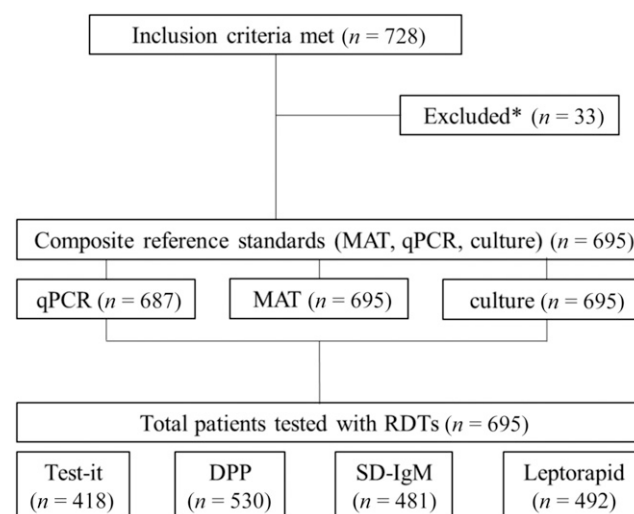 Inclusion criteria met (n = 728)
Excluded* (n = 33)
Composite reference standards (MAT, qPCR, culture) (n = 695)
qPCR (n = 687)
MAT (n = 695)
culture (n = 695)
Total patients tested with RDTs (n = 695)
Test-it
(n = 418)
DPP
(n = 530)
SD-IgM
(n = 481)
Leptorapid
(n = 492)